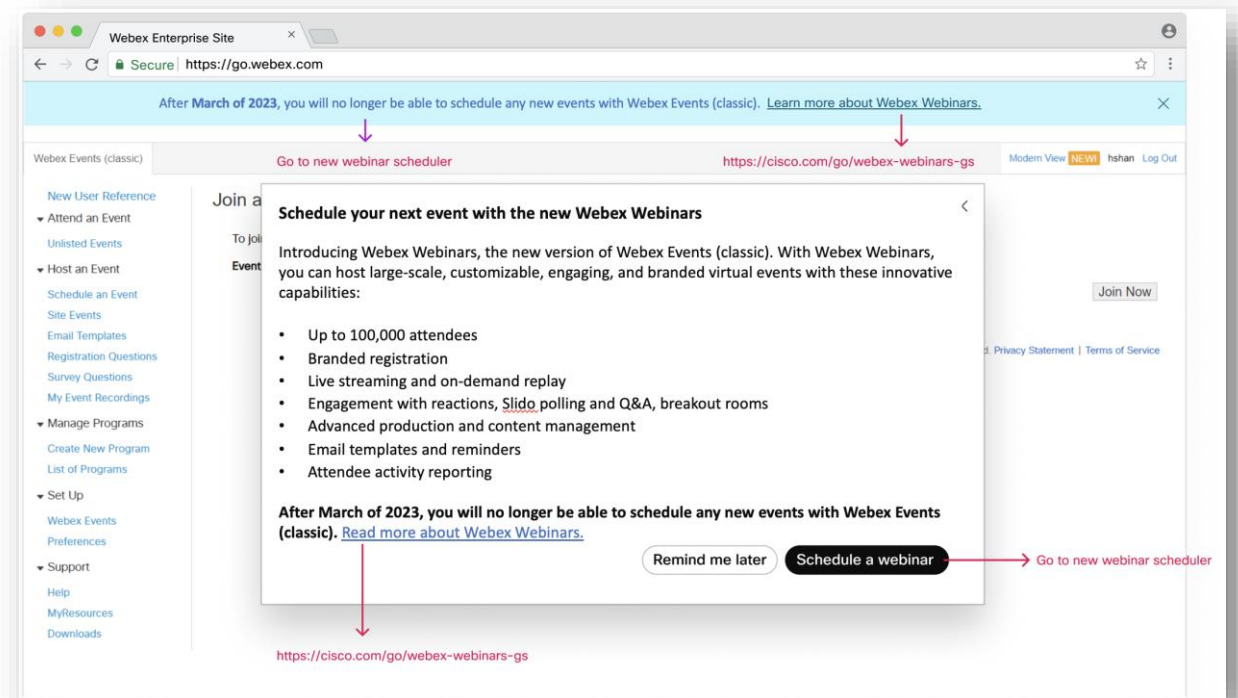 Webex Enterprise Site
Secure https://go.webex.com
After March of 2023, you will no longer be able to schedule any new events with Webex Events (classic). Learn more about Webex Webinars.
Go to new webinar scheduler
https://cisco.com/go/webex-webinars-gs
Webex Events (classic)
Modern View NEW! hshan Log Out
New User Reference
Attend an Event
Unlisted Events
Host an Event
Schedule an Event
Site Events
Email Templates
Registration Questions
Survey Questions
My Event Recordings
Manage Programs
Create New Program
List of Programs
Set Up
Webex Events
Preferences
Support
Help
MyResources
Downloads
Join a
To joi
Event
Schedule your next event with the new Webex Webinars
Introducing Webex Webinars, the new version of Webex Events (classic). With Webex Webinars,
you can host large-scale, customizable, engaging, and branded virtual events with these innovative
capabilities:
• Up to 100,000 attendees
• Branded registration
• Live streaming and on-demand replay
• Engagement with reactions, Slido polling and Q&A, breakout rooms
• Advanced production and content management
• Email templates and reminders
• Attendee activity reporting
After March of 2023, you will no longer be able to schedule any new events with Webex Events
(classic). Read more about Webex Webinars.
Remind me later
Schedule a webinar
Go to new webinar scheduler
https://cisco.com/go/webex-webinars-gs
Join Now
d. Privacy Statement | Terms of Service